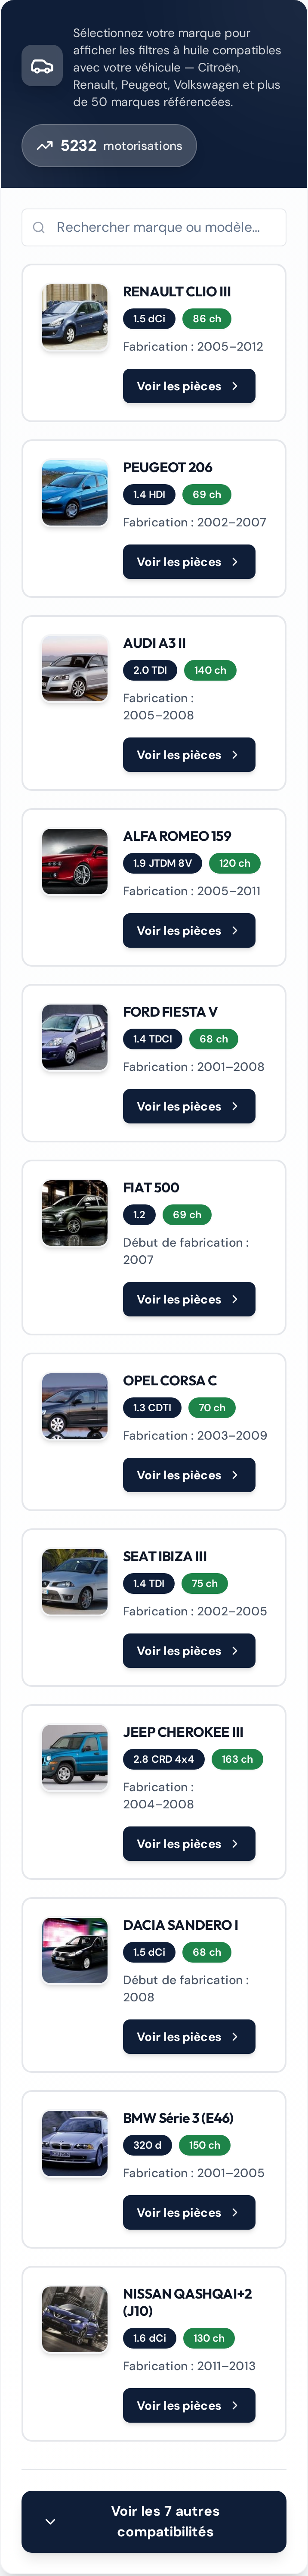 Sélectionnez votre marque pour
afficher les filtres à huile compatibles
avec votre véhicule — Citroën,
Renault, Peugeot, Volkswagen et plus
de 50 marques référencées.
5232 motorisations
Rechercher marque ou modèle...
RENAULT CLIO III
1.5 dCi 86 ch
Fabrication : 2005–2012
Voir les pièces
PEUGEOT 206
1.4 HDI 69 ch
Fabrication : 2002–2007
Voir les pièces
AUDI A3 II
2.0 TDI 140 ch
Fabrication :
2005–2008
Voir les pièces
ALFA ROMEO 159
1.9 JTDM 8V 120 ch
Fabrication : 2005–2011
Voir les pièces
FORD FIESTA V
1.4 TDCI 68 ch
Fabrication : 2001–2008
Voir les pièces
FIAT 500
1.2 69 ch
Début de fabrication :
2007
Voir les pièces
OPEL CORSA C
1.3 CDTI 70 ch
Fabrication : 2003–2009
Voir les pièces
SEAT IBIZA III
1.4 TDI 75 ch
Fabrication : 2002–2005
Voir les pièces
JEEP CHEROKEE III
2.8 CRD 4x4 163 ch
Fabrication :
2004–2008
Voir les pièces
DACIA SANDERO I
1.5 dCi 68 ch
Début de fabrication :
2008
Voir les pièces
BMW Série 3 (E46)
320 d 150 ch
Fabrication : 2001–2005
Voir les pièces
NISSAN QASHQAI+2
(J10)
1.6 dCi 130 ch
Fabrication : 2011–2013
Voir les pièces
Voir les 7 autres
compatibilités